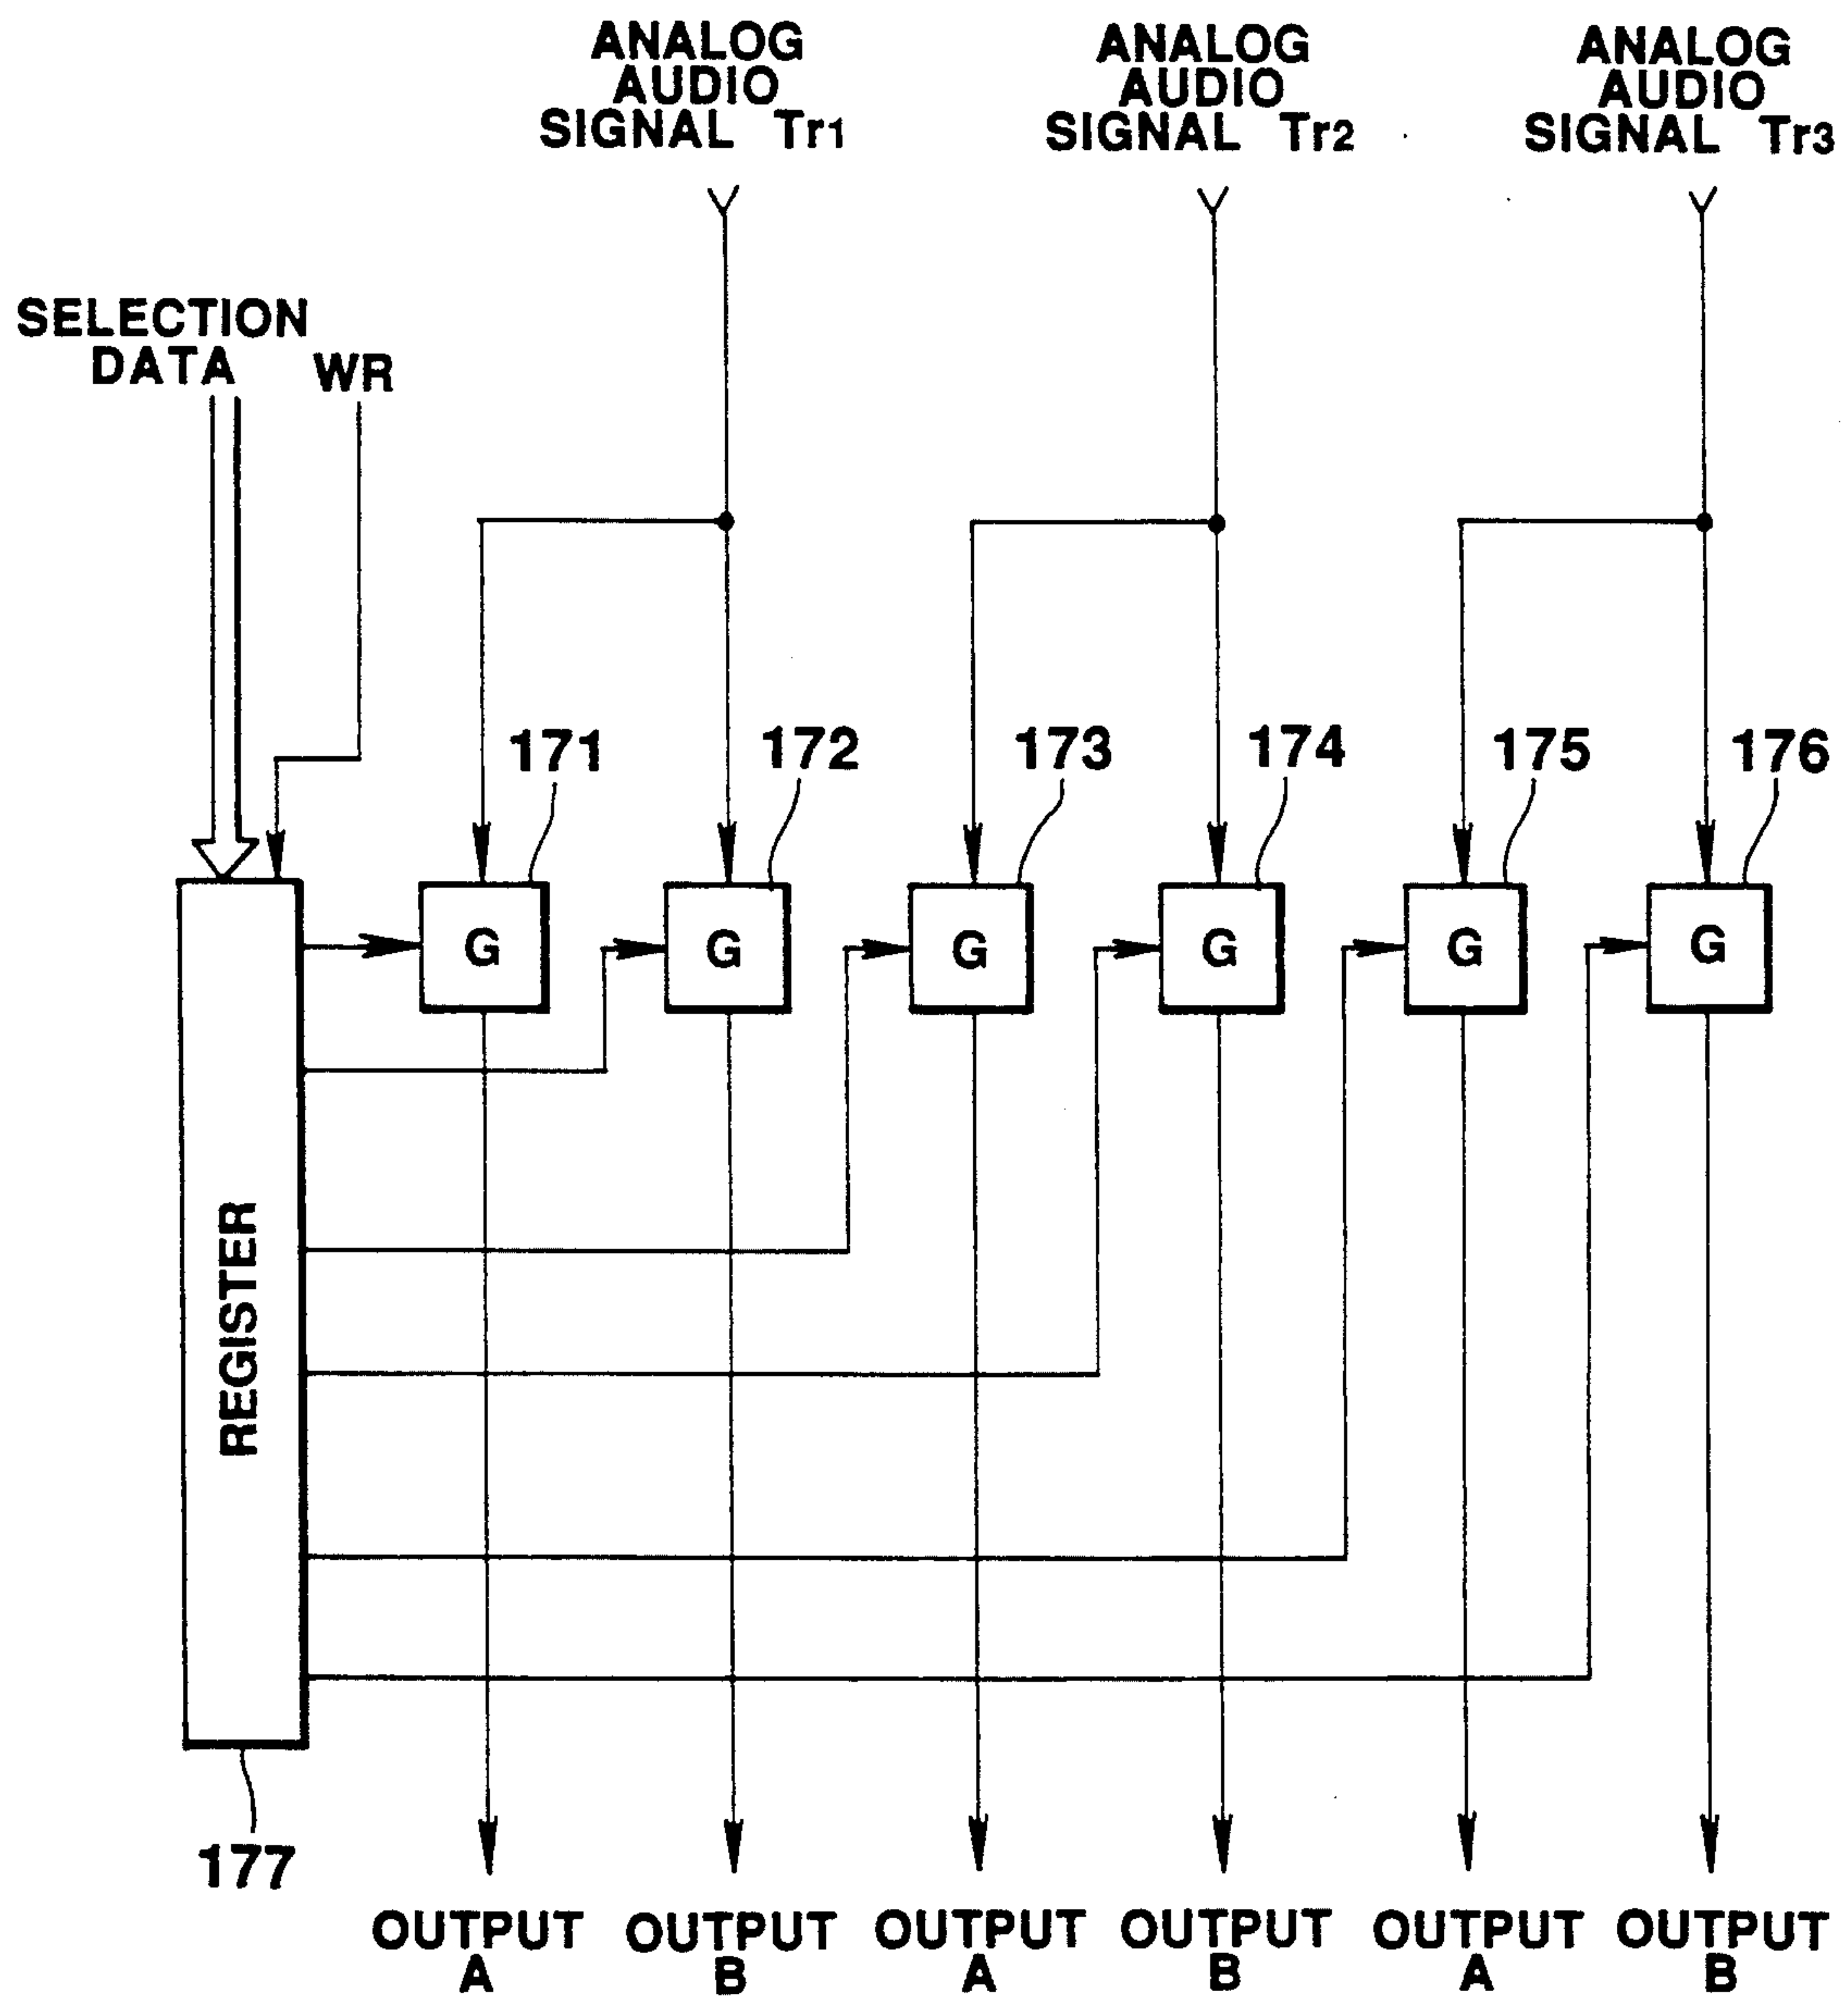 ANALOG
AUDIO
SIGNAL Tr1
ANALOG
AUDIO
SIGNAL Tr2
ANALOG
AUDIO
SIGNAL Tr3
SELECTION
DATA
WR
171
172
173
174
175
176
G
G
G
G
G
G
REGISTER
177
OUTPUT
A
OUTPUT
B
OUTPUT
A
OUTPUT
B
OUTPUT
A
OUTPUT
B